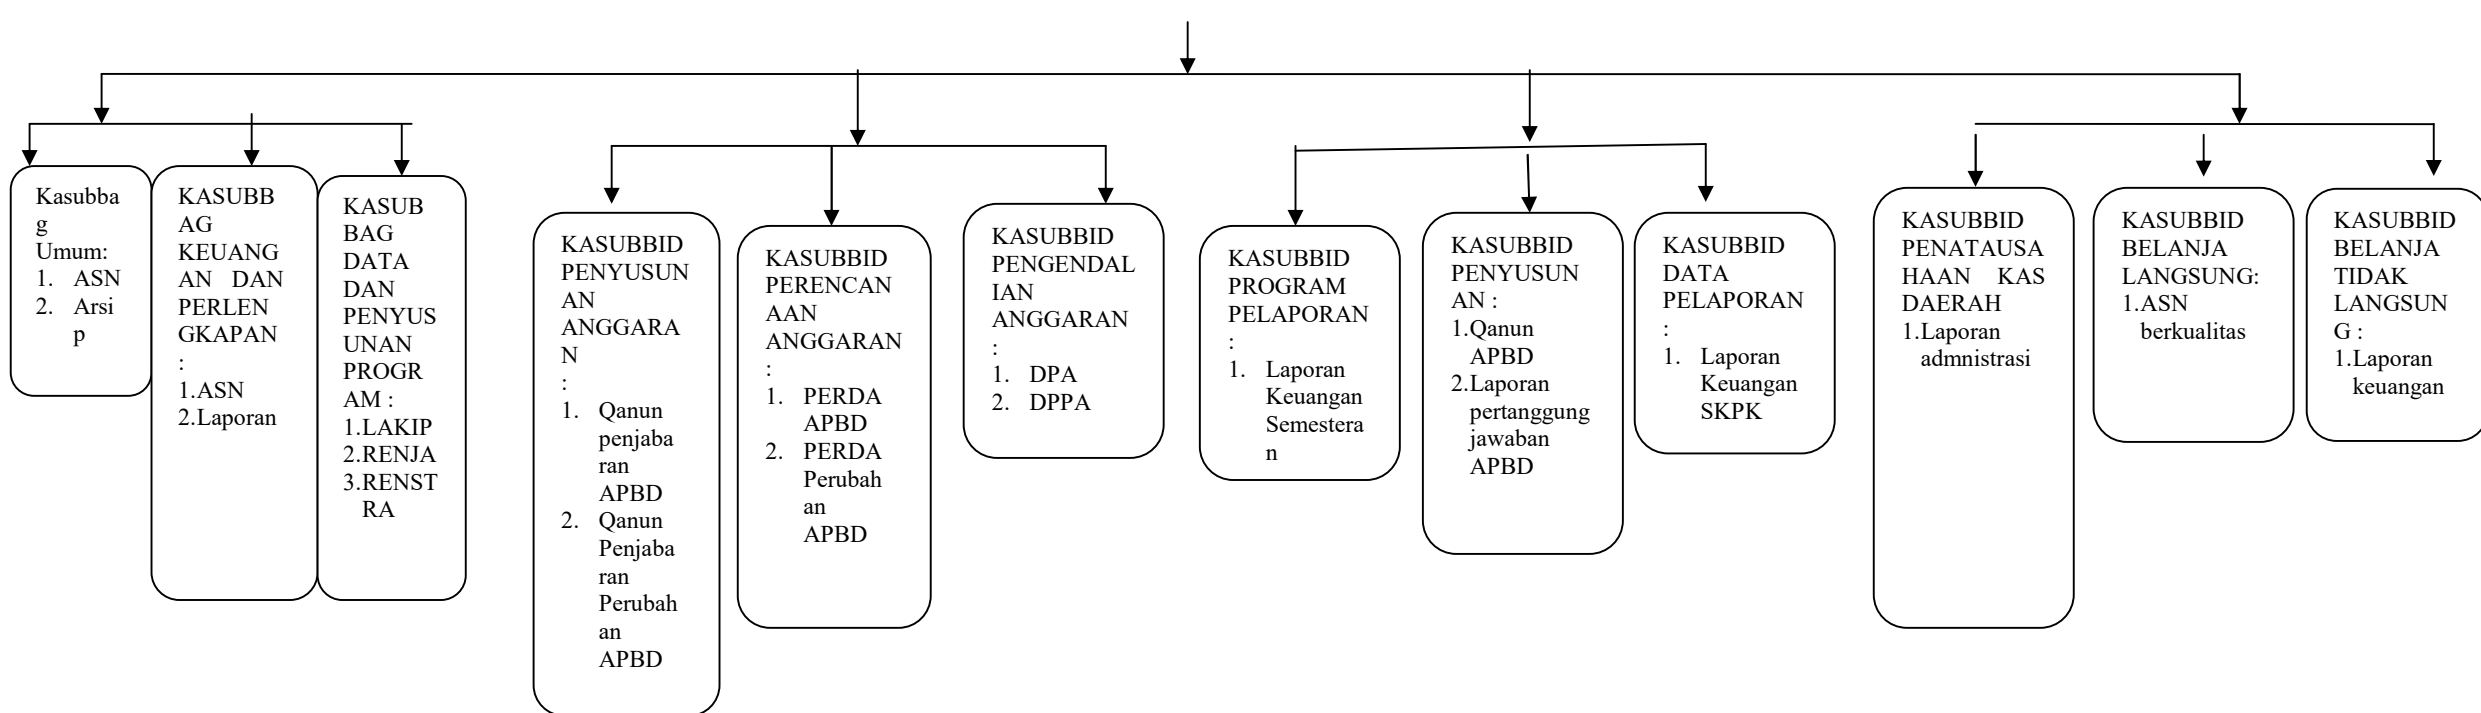 Kasubba
g
Umum:
1. ASN
2. Arsi
p
KASUBB
AG
KEUANG
AN DAN
PERLEN
GKAPAN
:
1.ASN
2.Laporan
KASUB
BAG
DATA
DAN
PENYUS
UNAN
PROGR
AM :
1.LAKIP
2.RENJA
3.RENST
RA
KASUBBID
PENYUSUN
AN
ANGGARA
N
:
1. Qanun
penjaba
ran
APBD
2. Qanun
Penjaba
ran
Perubah
an
APBD
KASUBBID
PERENCAN
AAN
ANGGARAN
:
1. PERDA
APBD
2. PERDA
Perubah
an
APBD
KASUBBID
PENGENDAL
IAN
ANGGARAN
:
1. DPA
2. DPPA
KASUBBID
PROGRAM
PELAPORAN
:
1. Laporan
Keuangan
Semestera
n
KASUBBID
PENYUSUN
AN :
1.Qanun
APBD
2.Laporan
pertanggung
jawaban
APBD
KASUBBID
DATA
PELAPORAN
:
1. Laporan
Keuangan
SKPK
KASUBBID
PENATAUSA
HAAN KAS
DAERAH
1.Laporan
admnistrasi
KASUBBID
BELANJA
LANGSUNG:
1.ASN
berkualitas
KASUBBID
BELANJA
TIDAK
LANGSUN
G :
1.Laporan
keuangan